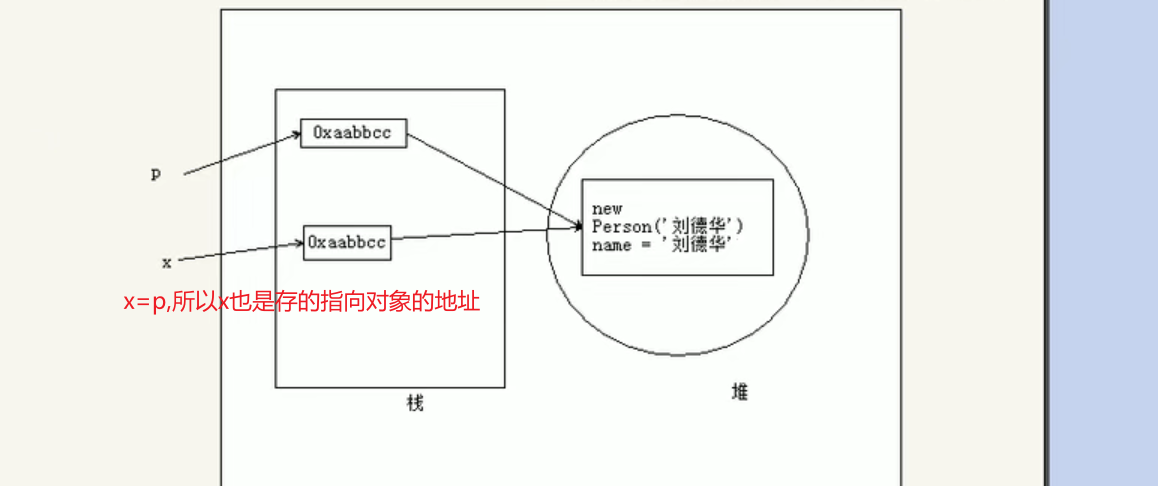 p
0xaabbcc
x
0xaabbcc
new
Person('刘德华')
name = '刘德华'
x=p,所以x也是存的指向对象的地址
栈
堆